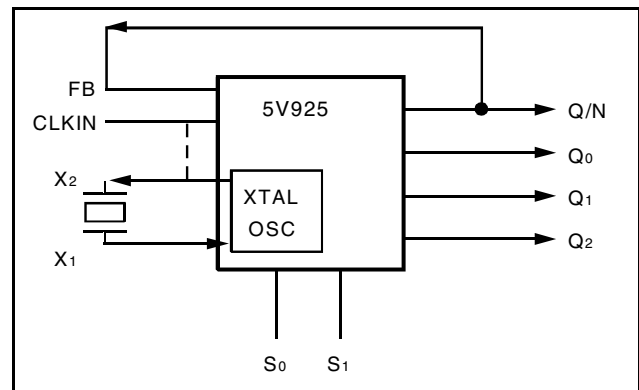 FB
5V925
Q/N
CLKIN
Q0
X2
XTAL
OSC
Q1
X1
Q2
S0 S1